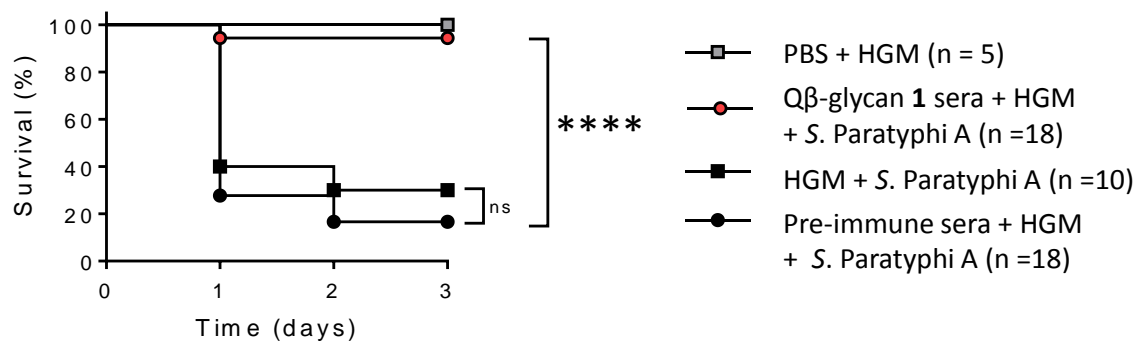 Survival (%)
100
80
60
40
20
0
0 1 2 3
Time (days)
ns
****
PBS + HGM (n = 5)
Qβ-glycan 1 sera + HGM
+ S. Paratyphi A (n =18)
HGM + S. Paratyphi A (n =10)
Pre-immune sera + HGM
+ S. Paratyphi A (n =18)